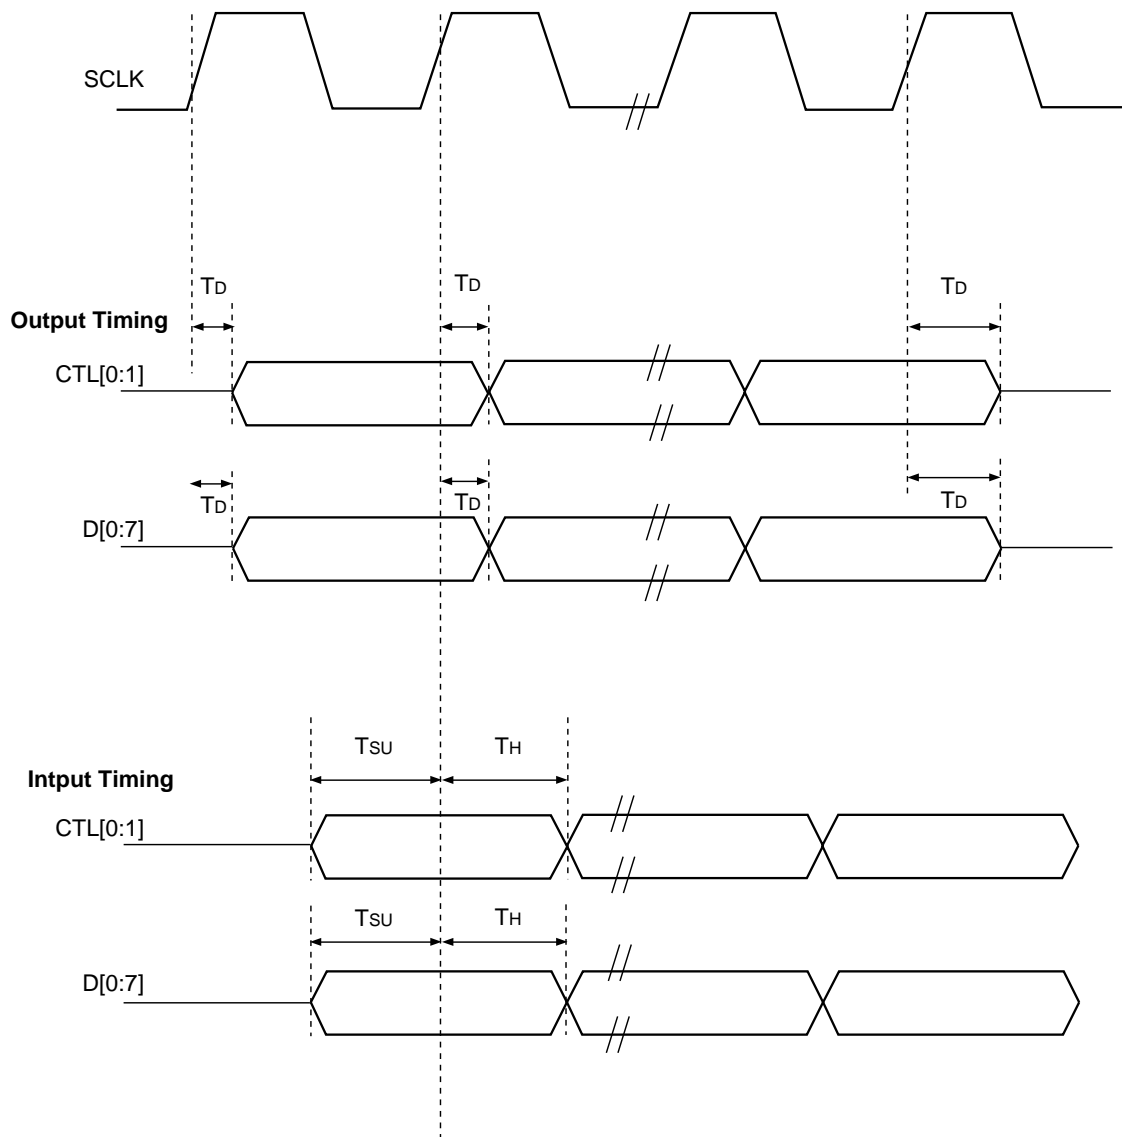 SCLK
TD TD TD
Output Timing
CTL[0:1]
TD TD TD
D[0:7]
TSU TH
Intput Timing
CTL[0:1]
TSU TH
D[0:7]